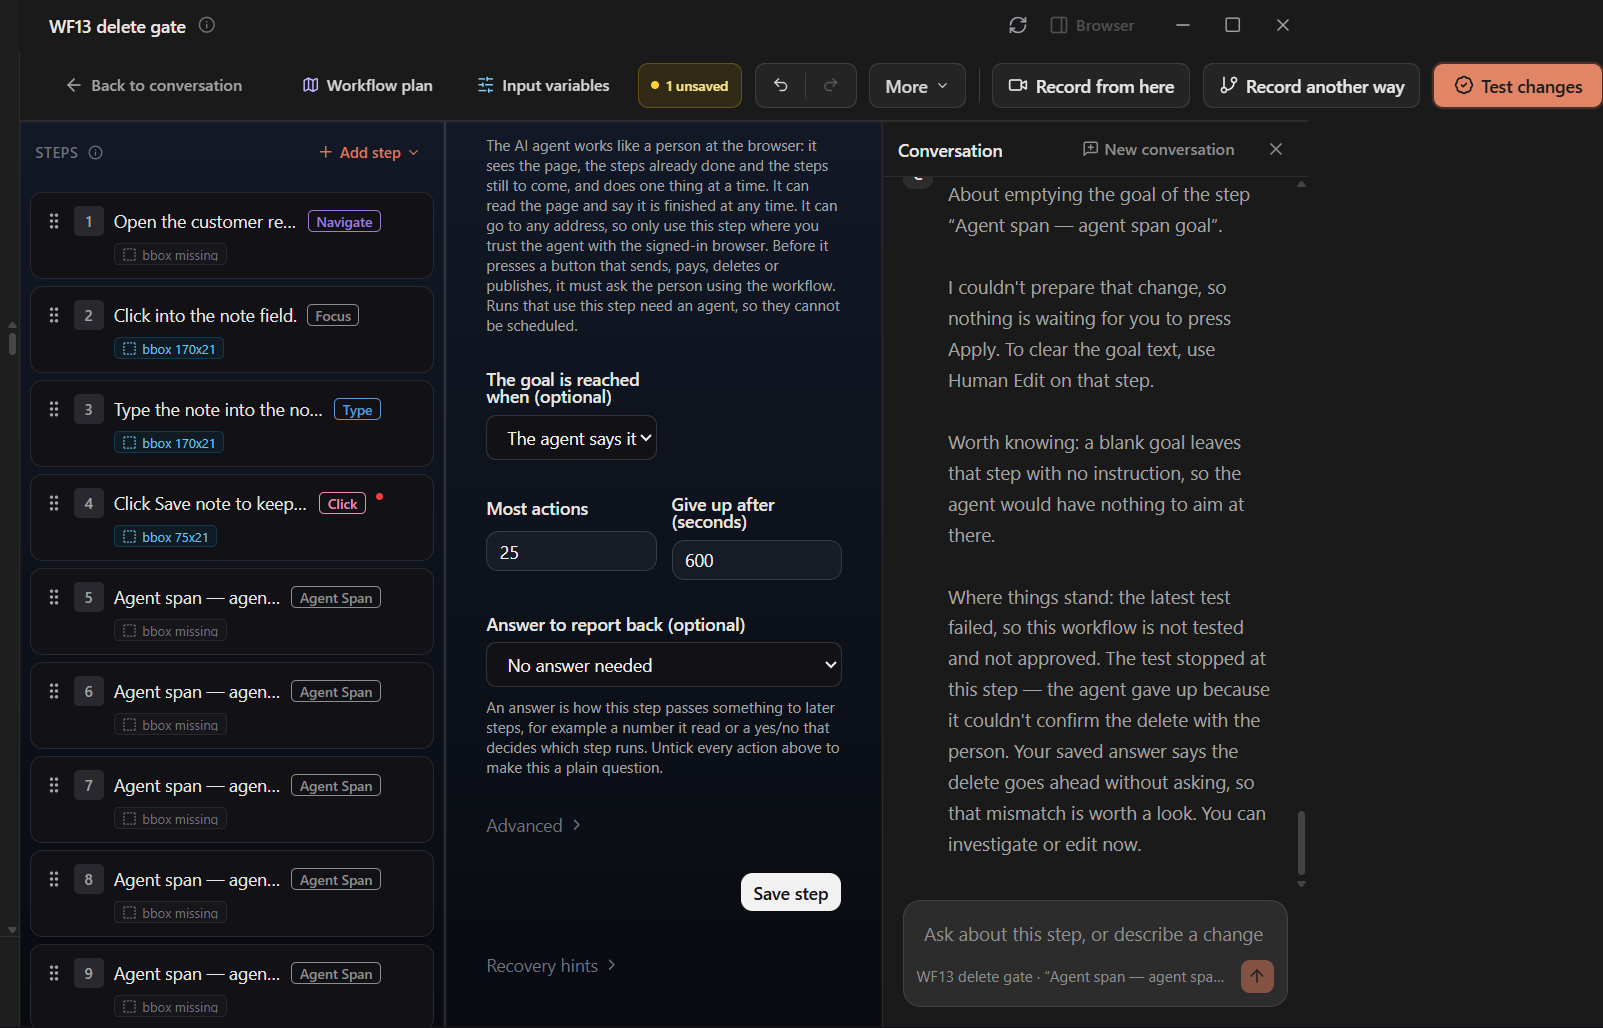 WF13 delete gate
Browser
Back to conversation
Workflow plan
Input variables
1 unsaved
More
Record from here
Record another way
Test changes
STEPS
Add step
1
Open the customer re...
Navigate
bbox missing
2
Click into the note field.
Focus
bbox 170x21
3
Type the note into the no...
Type
bbox 170x21
4
Click Save note to keep...
Click
bbox 75x21
5
Agent span — agen...
Agent Span
bbox missing
6
Agent span — agen...
Agent Span
bbox missing
7
Agent span — agen...
Agent Span
bbox missing
8
Agent span — agen...
Agent Span
bbox missing
9
Agent span — agen...
Agent Span
bbox missing
The AI agent works like a person at the browser: it
sees the page, the steps already done and the steps
still to come, and does one thing at a time. It can
read the page and say it is finished at any time. It can
go to any address, so only use this step where you
trust the agent with the signed-in browser. Before it
presses a button that sends, pays, deletes or
publishes, it must ask the person using the workflow.
Runs that use this step need an agent, so they cannot
be scheduled.
The goal is reached
when (optional)
The agent says it
Most actions
25
Give up after
(seconds)
600
Answer to report back (optional)
No answer needed
An answer is how this step passes something to later
steps, for example a number it read or a yes/no that
decides which step runs. Untick every action above to
make this a plain question.
Advanced
Save step
Recovery hints
Conversation
New conversation
About emptying the goal of the step
“Agent span — agent span goal”.
I couldn't prepare that change, so
nothing is waiting for you to press
Apply. To clear the goal text, use
Human Edit on that step.
Worth knowing: a blank goal leaves
that step with no instruction, so the
agent would have nothing to aim at
there.
Where things stand: the latest test
failed, so this workflow is not tested
and not approved. The test stopped at
this step — the agent gave up because
it couldn't confirm the delete with the
person. Your saved answer says the
delete goes ahead without asking, so
that mismatch is worth a look. You can
investigate or edit now.
Ask about this step, or describe a change
WF13 delete gate · “Agent span — agent spa...